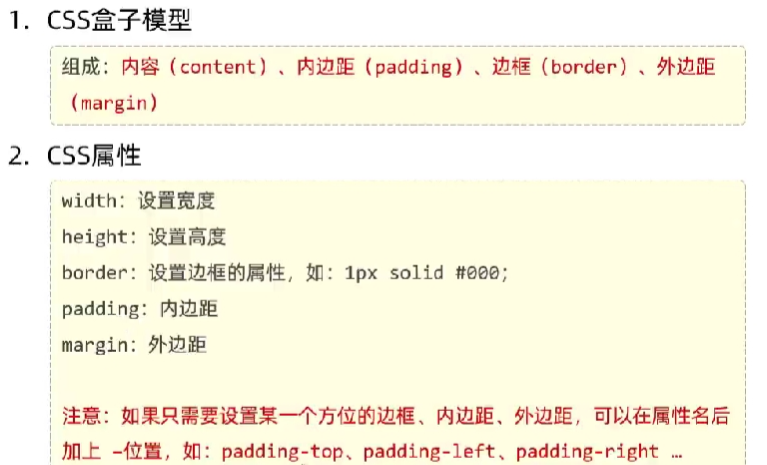 1. CSS盒子模型
组成：内容（content）、内边距（padding）、边框（border）、外边距
（margin）
2. CSS属性
width：设置宽度
height：设置高度
border：设置边框的属性，如：1px solid #000;
padding：内边距
margin：外边距
注意：如果只需要设置某一个方位的边框、内边距、外边距，可以在属性名后
加上 –位置，如：padding-top、padding-left、padding-right …